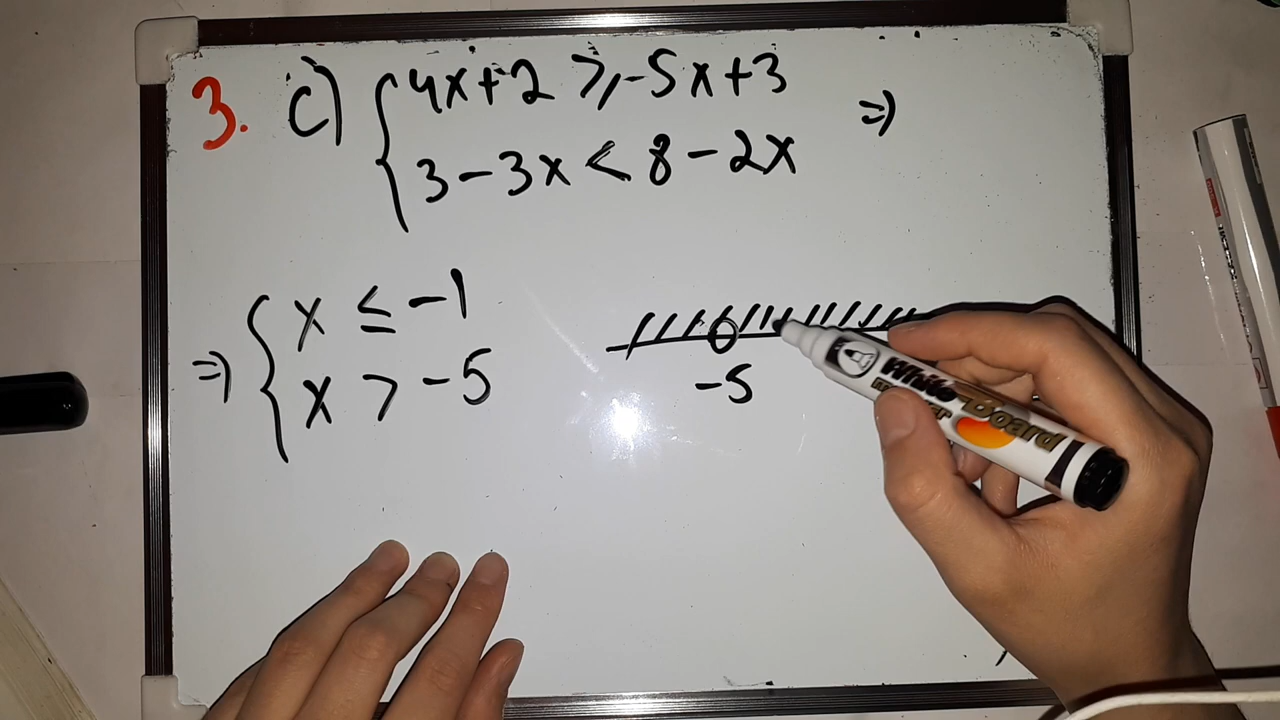 3. c) { 4x+2 ≥ -5x+3 =>
3-3x < 8-2x
=> { x ≤ -1
x > -5
-5
White-Board